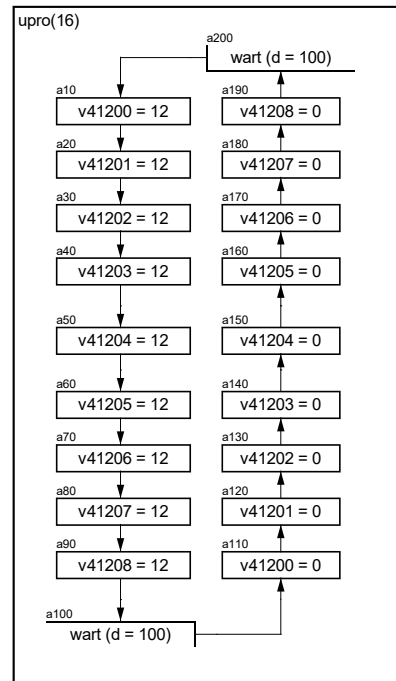 upro(16)
a200
wart (d = 100)
a10
v41200 = 12
a20
v41201 = 12
a30
v41202 = 12
a40
v41203 = 12
a50
v41204 = 12
a60
v41205 = 12
a70
v41206 = 12
a80
v41207 = 12
a90
v41208 = 12
a100
wart (d = 100)
a190
v41208 = 0
a180
v41207 = 0
a170
v41206 = 0
a160
v41205 = 0
a150
v41204 = 0
a140
v41203 = 0
a130
v41202 = 0
a120
v41201 = 0
a110
v41200 = 0